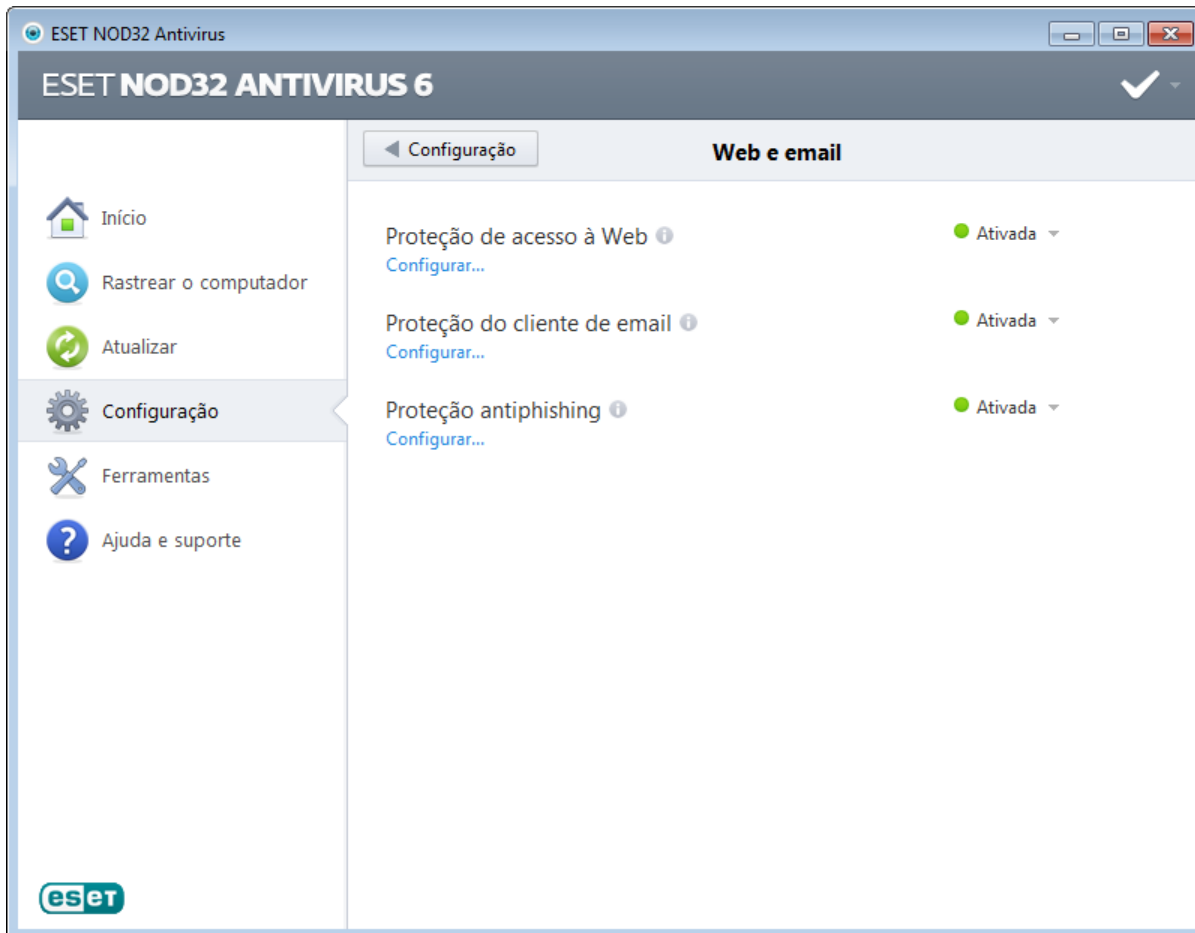 ESET NOD32 Antivirus
ESET NOD32 ANTIVIRUS 6
Configuração
Web e email
Início
Rastrear o computador
Atualizar
Configuração
Ferramentas
Ajuda e suporte
Proteção de acesso à Web
Ativada
Configurar...
Proteção do cliente de email
Ativada
Configurar...
Proteção antiphishing
Ativada
Configurar...
eset